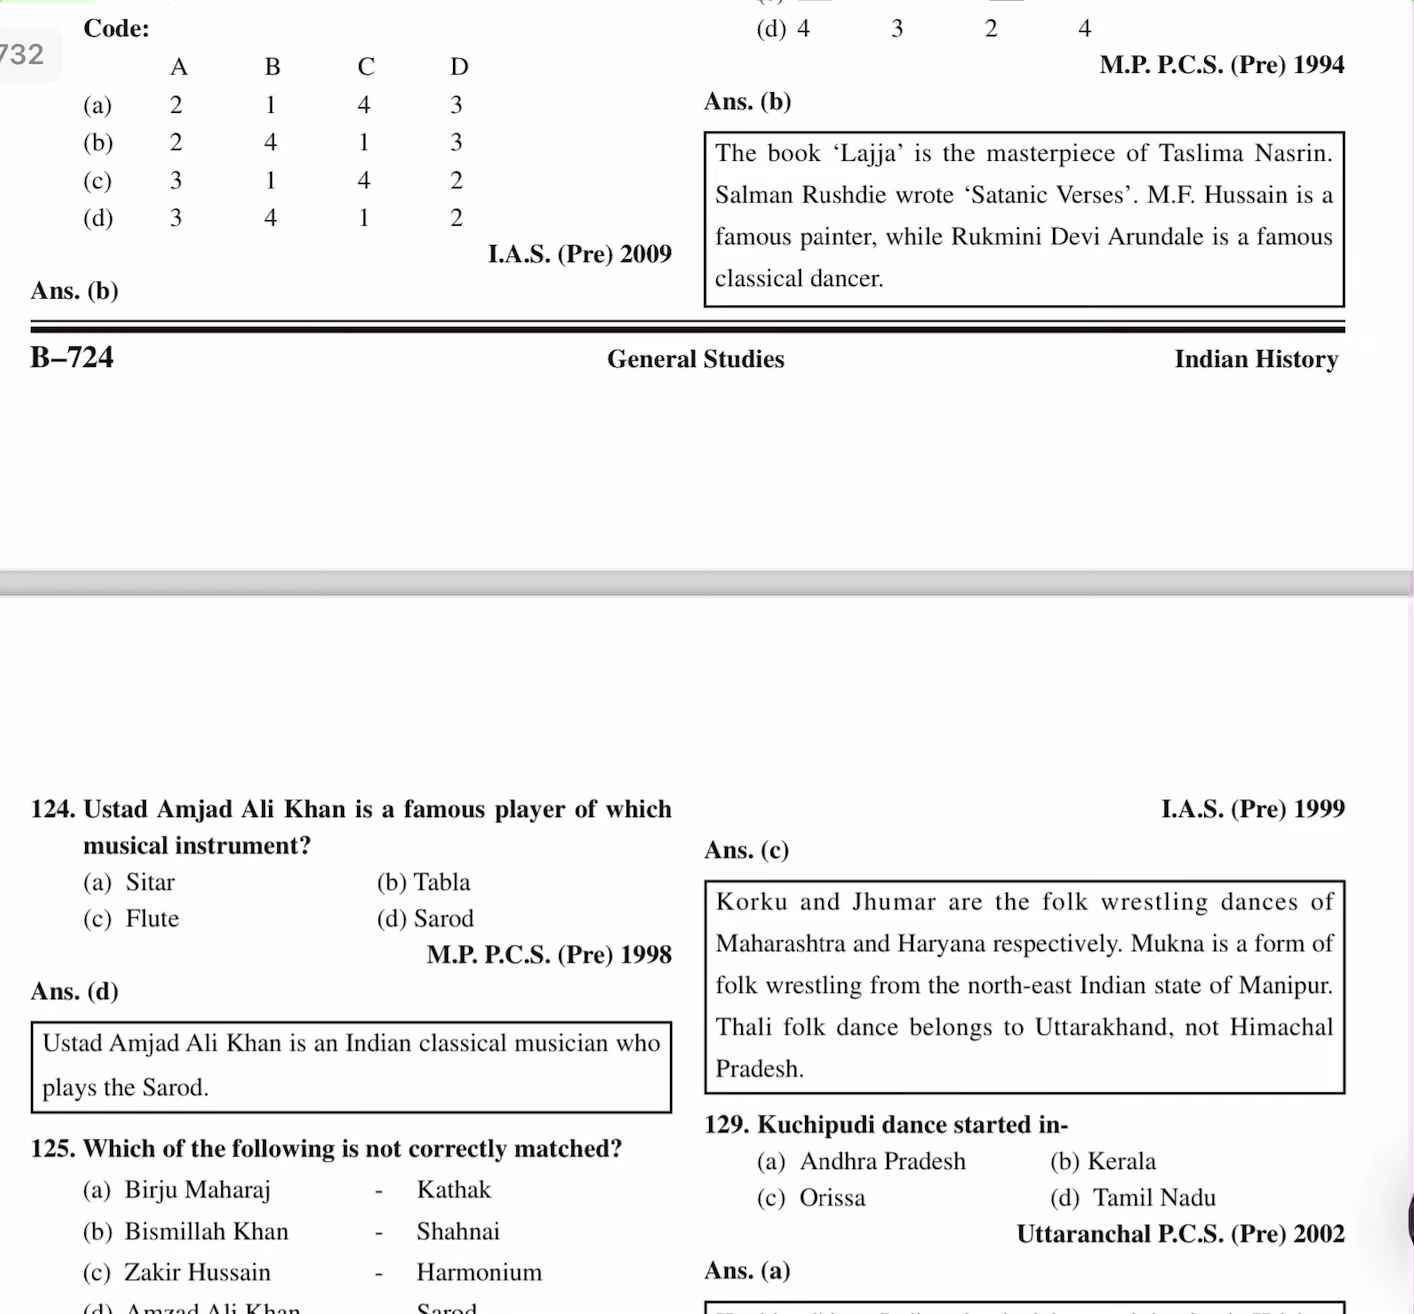 732
Code:
A B C D
(a) 2 1 4 3
(b) 2 4 1 3
(c) 3 1 4 2
(d) 3 4 1 2
I.A.S. (Pre) 2009
Ans. (b)
(d) 4 3 2 4
M.P. P.C.S. (Pre) 1994
Ans. (b)
The book ‘Lajja’ is the masterpiece of Taslima Nasrin.
Salman Rushdie wrote ‘Satanic Verses’. M.F. Hussain is a
famous painter, while Rukmini Devi Arundale is a famous
classical dancer.
B–724 General Studies Indian History
124. Ustad Amjad Ali Khan is a famous player of which
musical instrument?
(a) Sitar (b) Tabla
(c) Flute (d) Sarod
M.P. P.C.S. (Pre) 1998
Ans. (d)
Ustad Amjad Ali Khan is an Indian classical musician who
plays the Sarod.
125. Which of the following is not correctly matched?
(a) Birju Maharaj - Kathak
(b) Bismillah Khan - Shahnai
(c) Zakir Hussain - Harmonium
(d) Amzad Ali Khan Sarod
I.A.S. (Pre) 1999
Ans. (c)
Korku and Jhumar are the folk wrestling dances of
Maharashtra and Haryana respectively. Mukna is a form of
folk wrestling from the north-east Indian state of Manipur.
Thali folk dance belongs to Uttarakhand, not Himachal
Pradesh.
129. Kuchipudi dance started in-
(a) Andhra Pradesh (b) Kerala
(c) Orissa (d) Tamil Nadu
Uttaranchal P.C.S. (Pre) 2002
Ans. (a)